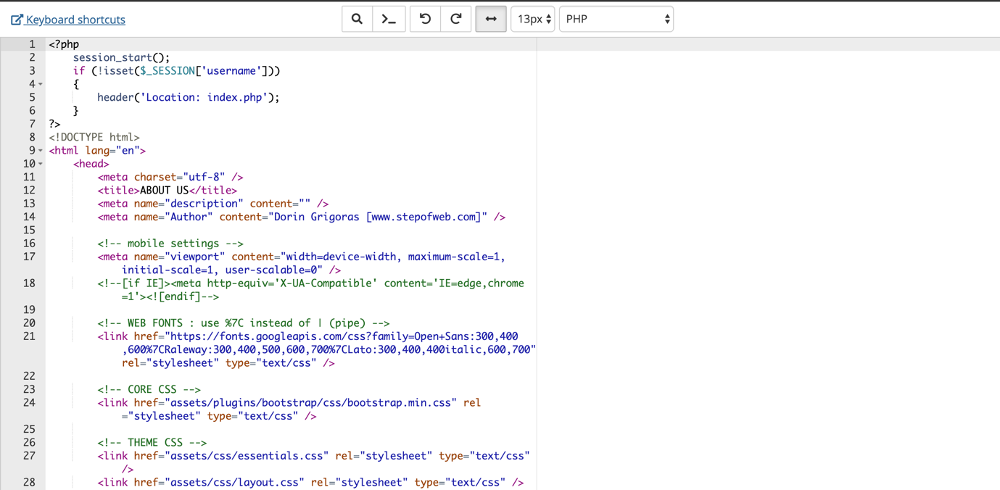 Keyboard shortcuts
13px
PHP
1 <?php
2 session_start();
3 if (!isset($_SESSION['username']))
4 {
5 header('Location: index.php');
6 }
7 ?>
8 <!DOCTYPE html>
9 <html lang="en">
10 <head>
11 <meta charset="utf-8" />
12 <title>ABOUT US</title>
13 <meta name="description" content="" />
14 <meta name="Author" content="Dorin Grigoras [www.stepofweb.com]" />
15
16 <!-- mobile settings -->
17 <meta name="viewport" content="width=device-width, maximum-scale=1,
initial-scale=1, user-scalable=0" />
18 <!--[if IE]><meta http-equiv='X-UA-Compatible' content='IE=edge,chrome
=1'><![endif]-->
19
20 <!-- WEB FONTS : use %7C instead of | (pipe) -->
21 <link href="https://fonts.googleapis.com/css?family=Open+Sans:300,400
,600%7CRaleway:300,400,500,600,700%7CLato:300,400,400italic,600,700"
rel="stylesheet" type="text/css" />
22
23 <!-- CORE CSS -->
24 <link href="assets/plugins/bootstrap/css/bootstrap.min.css" rel
="stylesheet" type="text/css" />
25
26 <!-- THEME CSS -->
27 <link href="assets/css/essentials.css" rel="stylesheet" type="text/css"
/>
28 <link href="assets/css/layout.css" rel="stylesheet" type="text/css" />